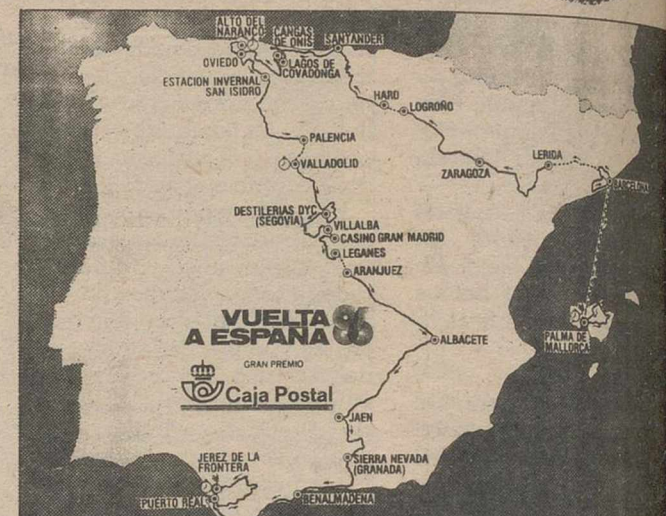 ALTO DEL
NARANCO
CANGAS
DE ONIS
SANTANDER
OVIEDO
LAGOS DE
COVADONGA
ESTACION INVERNAL
SAN ISIDRO
HARO
LOGROÑO
PALENCIA
LERIDA
VALLADOLID
ZARAGOZA
BARCELONA
DESTILERIAS DYC
(SEGOVIA)
VILLALBA
CASINO GRAN MADRID
LEGANES
ARANJUEZ
VUELTA
A ESPAÑA 86
GRAN PREMIO
Caja Postal
ALBACETE
PALMA DE
MALLORCA
JAEN
JEREZ DE LA
FRONTERA
SIERRA NEVADA
(GRANADA)
PUERTO REAL
BENALMADENA